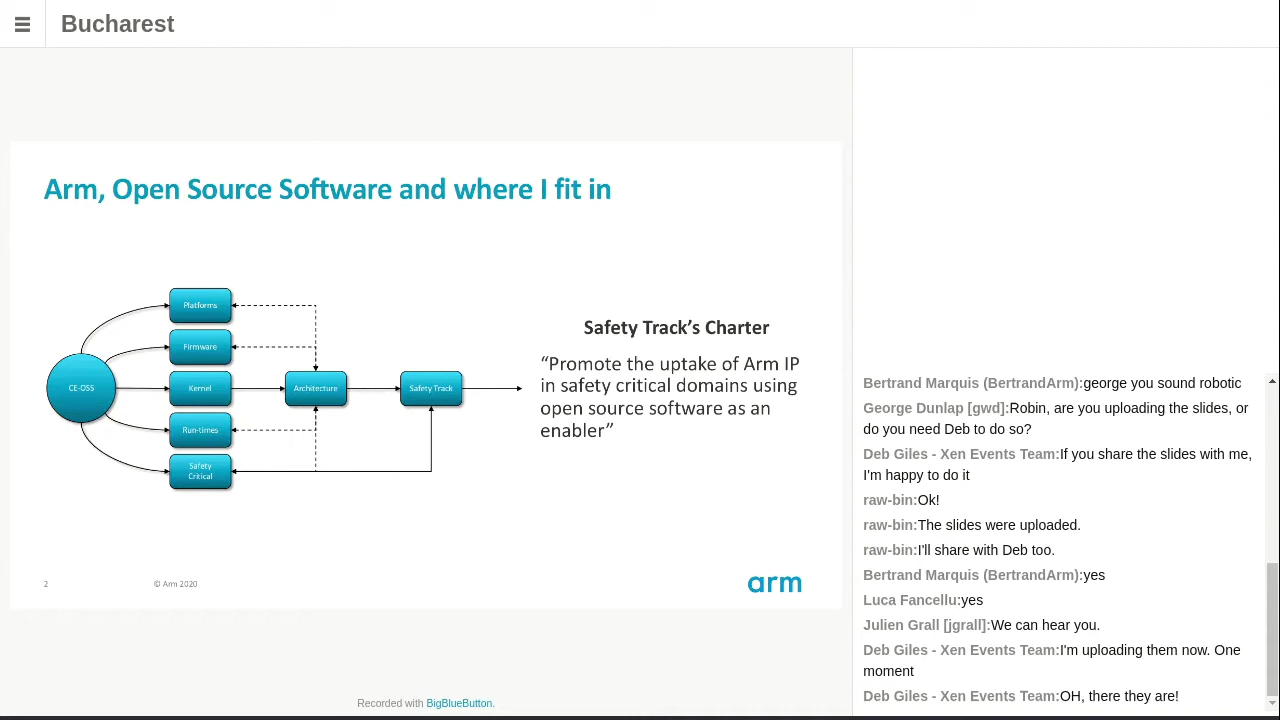 Bucharest
Arm, Open Source Software and where I fit in
Platforms
Firmware
CE-OSS
Kernel
Architecture
Safety Track
Run-times
Safety
Critical
Safety Track’s Charter
“Promote the uptake of Arm IP
in safety critical domains using
open source software as an
enabler”
2
© Arm 2020
arm
Recorded with BigBlueButton.
Bertrand Marquis (BertrandArm):george you sound robotic
George Dunlap [gwd]:Robin, are you uploading the slides, or
do you need Deb to do so?
Deb Giles - Xen Events Team:If you share the slides with me,
I'm happy to do it
raw-bin:Ok!
raw-bin:The slides were uploaded.
raw-bin:I'll share with Deb too.
Bertrand Marquis (BertrandArm):yes
Luca Fancellu:yes
Julien Grall [jgrall]:We can hear you.
Deb Giles - Xen Events Team:I'm uploading them now. One
moment
Deb Giles - Xen Events Team:OH, there they are!